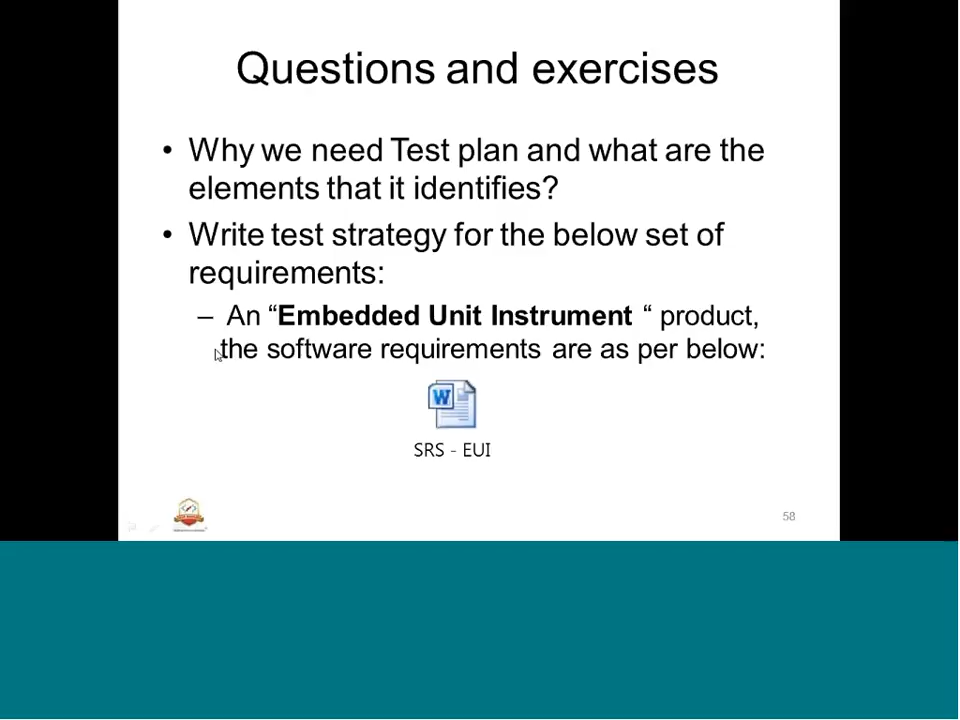 Questions and exercises
• Why we need Test plan and what are the
elements that it identifies?
• Write test strategy for the below set of
requirements:
– An “Embedded Unit Instrument “ product,
the software requirements are as per below:
W
SRS - EUI
58